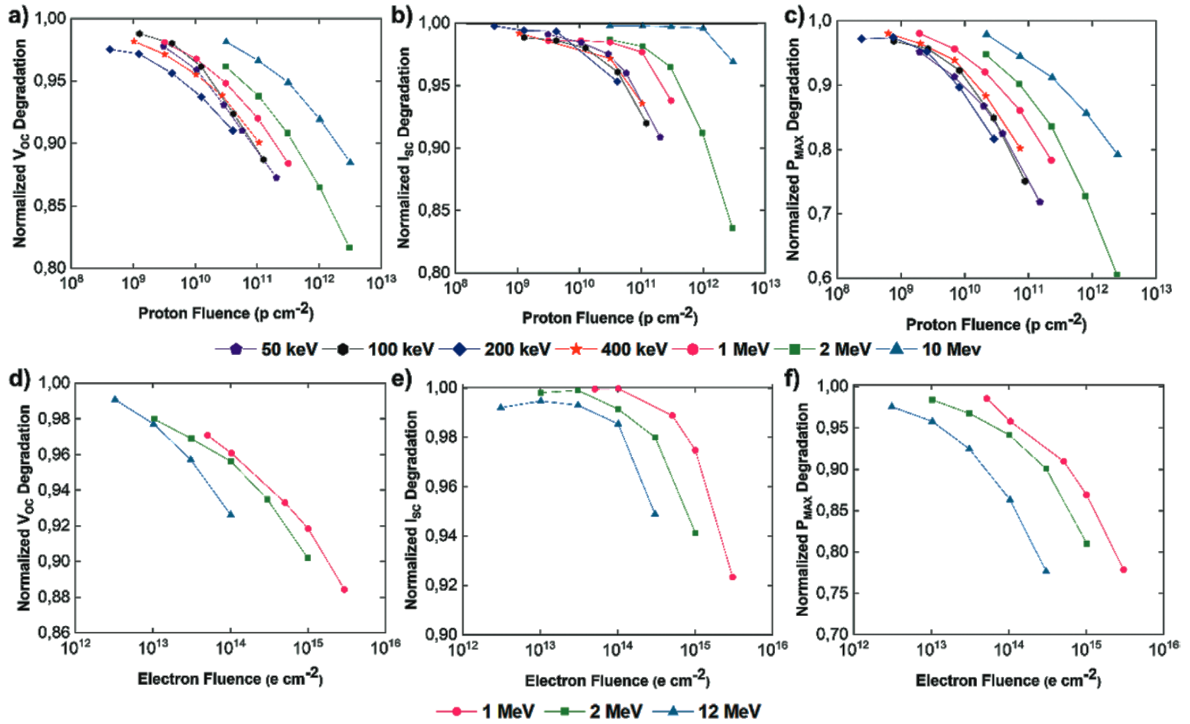 a)
Normalized V_OC Degradation
1,00
0,95
0,90
0,85
0,80
10^8 10^9 10^10 10^11 10^12 10^13
Proton Fluence (p cm^-2)
b)
Normalized I_SC Degradation
1,00
0,95
0,90
0,85
0,80
10^8 10^9 10^10 10^11 10^12 10^13
Proton Fluence (p cm^-2)
c)
Normalized P_MAX Degradation
1,0
0,9
0,8
0,7
0,6
10^8 10^9 10^10 10^11 10^12 10^13
Proton Fluence (p cm^-2)
50 keV 100 keV 200 keV 400 keV 1 MeV 2 MeV 10 Mev
d)
Normalized V_OC Degradation
1,00
0,98
0,96
0,94
0,92
0,90
0,88
0,86
10^12 10^13 10^14 10^15 10^16
Electron Fluence (e cm^-2)
e)
Normalized I_SC Degradation
1,00
0,98
0,96
0,94
0,92
0,90
10^12 10^13 10^14 10^15 10^16
Electron Fluence (e cm^-2)
f)
Normalized P_MAX Degradation
1,00
0,95
0,90
0,85
0,80
0,75
0,70
10^12 10^13 10^14 10^15 10^16
Electron Fluence (e cm^-2)
1 MeV 2 MeV 12 MeV